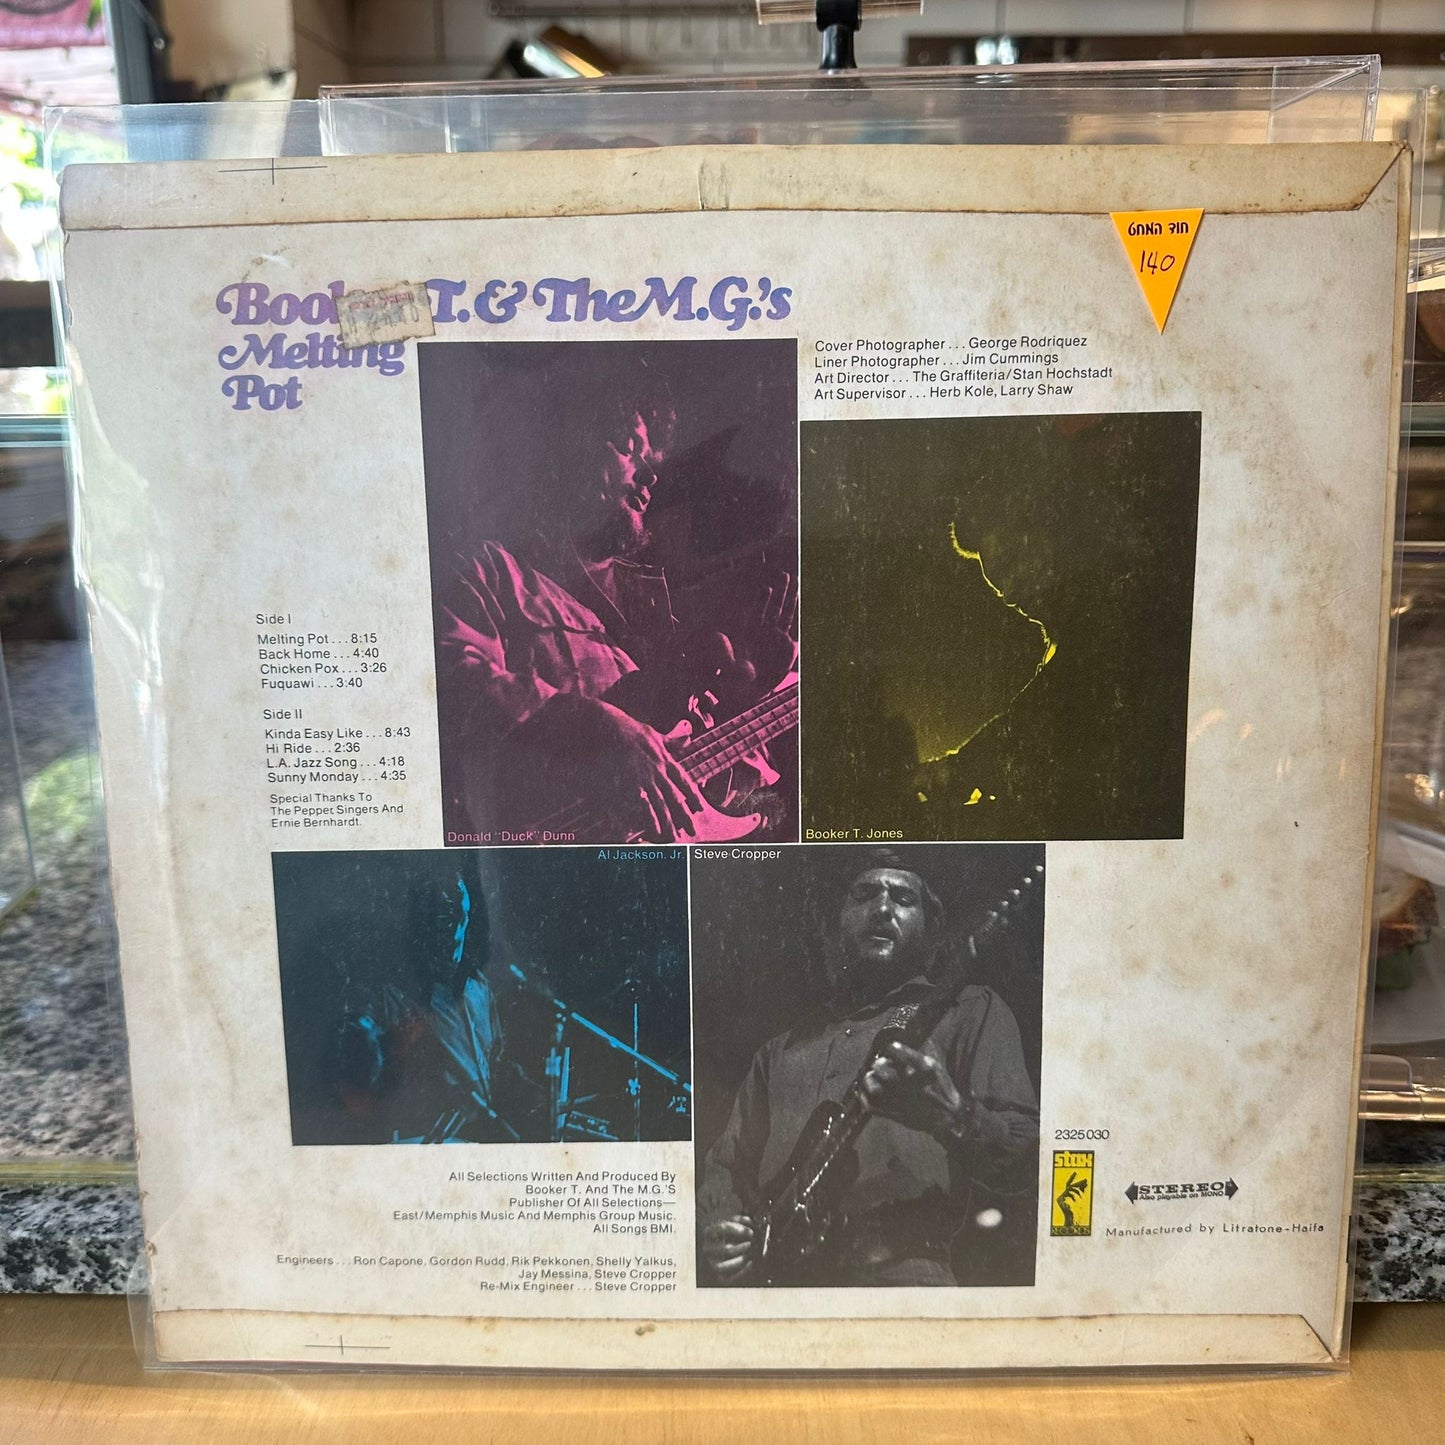 חוד המחט
140
Booker T. & The M.G.'s
Melting
Pot
Cover Photographer . . . George Rodriquez
Liner Photographer . . . Jim Cummings
Art Director . . . The Graffiteria/Stan Hochstadt
Art Supervisor . . . Herb Kole, Larry Shaw
Side I
Melting Pot . . . 8:15
Back Home . . . 4:40
Chicken Pox . . . 3:26
Fuquawi . . . 3:40
Side II
Kinda Easy Like . . . 8:43
Hi Ride . . . 2:36
L.A. Jazz Song . . . 4:18
Sunny Monday . . . 4:35
Special Thanks To
The Pepper Singers And
Ernie Bernhardt.
Donald "Duck" Dunn
Booker T. Jones
Al Jackson. Jr.
Steve Cropper
All Selections Written And Produced By
Booker T. And The M.G.'S
Publisher Of All Selections—
East/Memphis Music And Memphis Group Music.
All Songs BMI.
Engineers . . . Ron Capone, Gordon Rudd, Rik Pekkonen, Shelly Yalkus,
Jay Messina, Steve Cropper
Re-Mix Engineer . . . Steve Cropper
2325030
stax
RECORDS
STEREO
Also playable on MONO
Manufactured by Litratone-Haifa